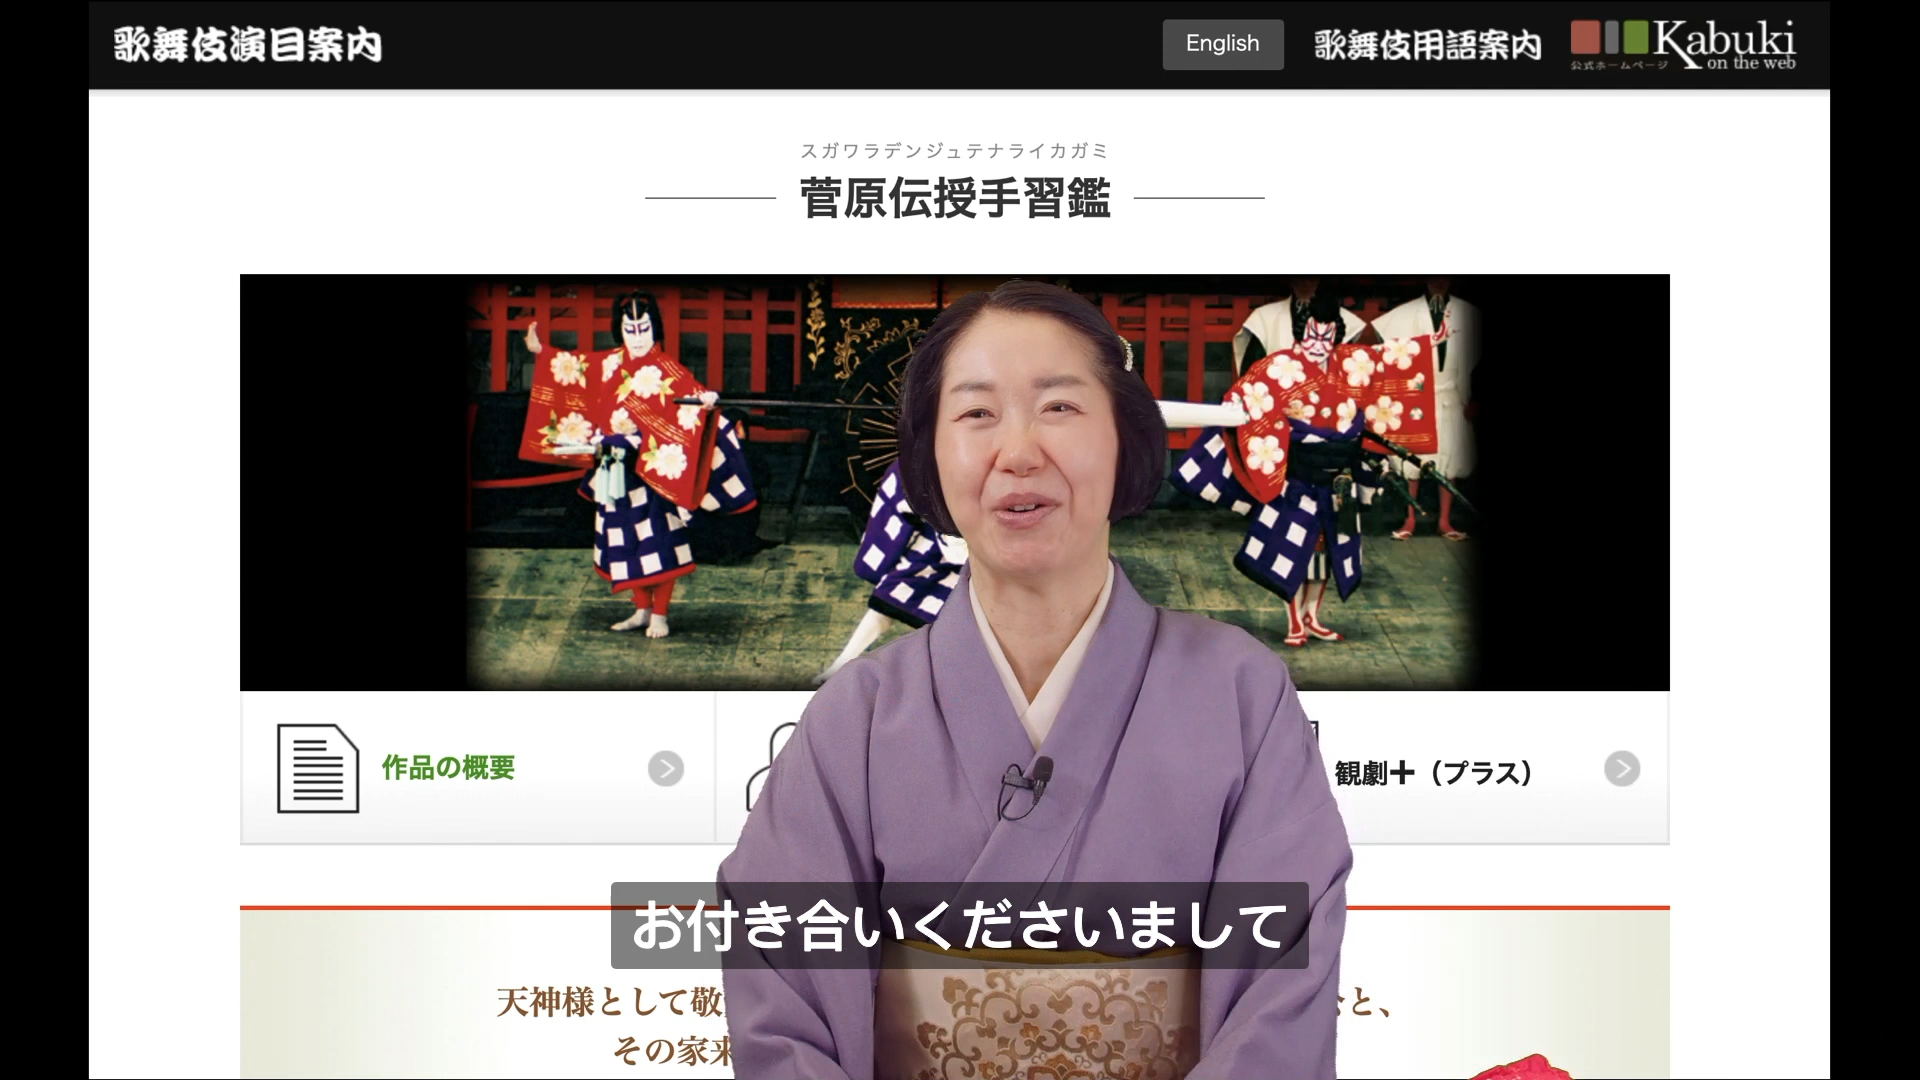 歌舞伎演目案内
English
歌舞伎用語案内
Kabuki
on the web
公式ホームページ
スガワラデンジュテナライカガミ
菅原伝授手習鑑
作品の概要
観劇+（プラス）
お付き合いくださいまして
天神様として敬
と、
その家来